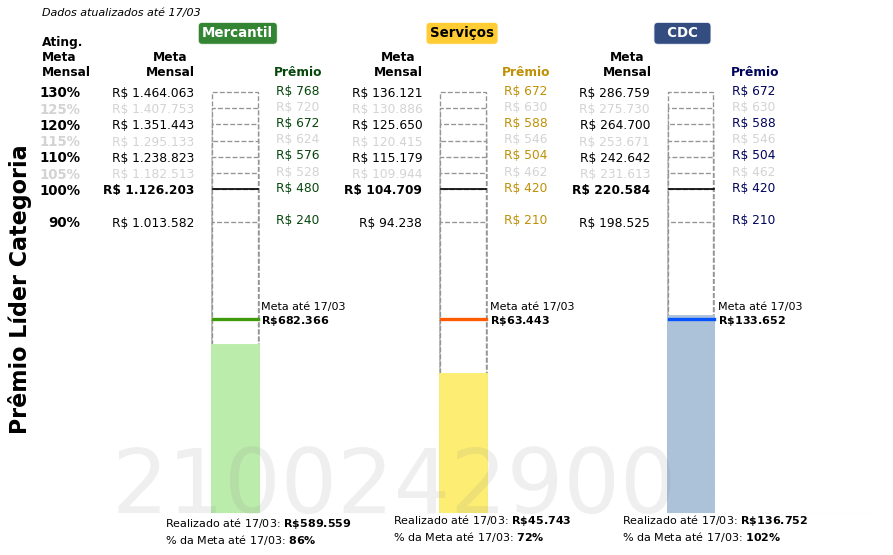 Dados atualizados até 17/03
Mercantil Serviços CDC
Ating. Meta Mensal Meta Mensal Prêmio Meta Mensal Prêmio Meta Mensal Prêmio
130% R$ 1.464.063 R$ 768 R$ 136.121 R$ 672 R$ 286.759 R$ 672
125% R$ 1.407.753 R$ 720 R$ 130.886 R$ 630 R$ 275.730 R$ 630
120% R$ 1.351.443 R$ 672 R$ 125.650 R$ 588 R$ 264.700 R$ 588
115% R$ 1.295.133 R$ 624 R$ 120.415 R$ 546 R$ 253.671 R$ 546
110% R$ 1.238.823 R$ 576 R$ 115.179 R$ 504 R$ 242.642 R$ 504
105% R$ 1.182.513 R$ 528 R$ 109.944 R$ 462 R$ 231.613 R$ 462
100% R$ 1.126.203 R$ 480 R$ 104.709 R$ 420 R$ 220.584 R$ 420
90% R$ 1.013.582 R$ 240 R$ 94.238 R$ 210 R$ 198.525 R$ 210
Prêmio Líder Categoria
Meta até 17/03 Meta até 17/03 Meta até 17/03
R$682.366 R$63.443 R$133.652
2100242900
Realizado até 17/03: R$589.559 Realizado até 17/03: R$45.743 Realizado até 17/03: R$136.752
% da Meta até 17/03: 86% % da Meta até 17/03: 72% % da Meta até 17/03: 102%